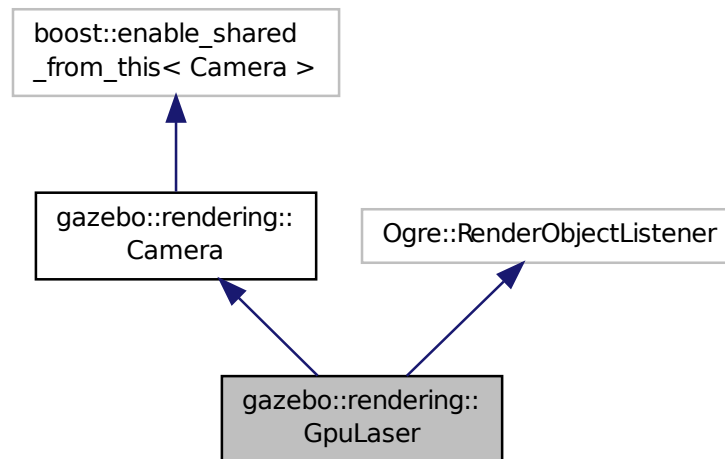 boost::enable_shared
_from_this< Camera >
gazebo::rendering::
Camera
Ogre::RenderObjectListener
gazebo::rendering::
GpuLaser